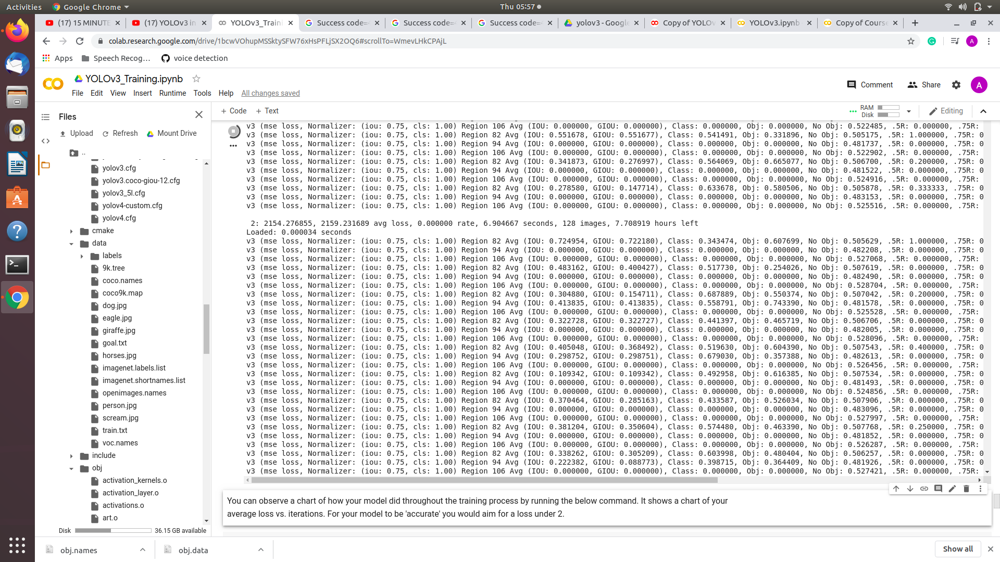 Activities
Google Chrome
Thu 05:57
(17) 15 MINUTE
(17) YOLOv3 in
YOLOv3_Traini
Success code=
Success code=
Success code=
yolov3 - Google
Copy of YOLOv
YOLOv3.ipynb
Copy of Course
colab.research.google.com/drive/1bcwVOhupMSSktySFW76xHsPFLjSX2OQ6#scrollTo=WmevLHkCPAjL
A
Apps
Speech Recog…
voice detection
YOLOv3_Training.ipynb
Comment
Share
A
File Edit View Insert Runtime Tools Help All changes saved
Files
+ Code + Text
RAM
Disk
Editing
Upload Refresh Mount Drive
..
yolov3.cfg
yolov3.coco-giou-12.cfg
yolov3_5l.cfg
yolov4-custom.cfg
yolov4.cfg
cmake
data
labels
9k.tree
coco.names
coco9k.map
dog.jpg
eagle.jpg
giraffe.jpg
goal.txt
horses.jpg
imagenet.labels.list
imagenet.shortnames.list
openimages.names
person.jpg
scream.jpg
train.txt
voc.names
include
obj
activation_kernels.o
activation_layer.o
activations.o
art.o
Disk 36.15 GB available
v3 (mse loss, Normalizer: (iou: 0.75, cls: 1.00) Region 106 Avg (IOU: 0.000000, GIOU: 0.000000), Class: 0.000000, Obj: 0.000000, No Obj: 0.522485, .5R: 0.000000, .75R:
v3 (mse loss, Normalizer: (iou: 0.75, cls: 1.00) Region 82 Avg (IOU: 0.551678, GIOU: 0.551677), Class: 0.541491, Obj: 0.331896, No Obj: 0.505175, .5R: 1.000000, .75R: 0
v3 (mse loss, Normalizer: (iou: 0.75, cls: 1.00) Region 94 Avg (IOU: 0.000000, GIOU: 0.000000), Class: 0.000000, Obj: 0.000000, No Obj: 0.481737, .5R: 0.000000, .75R: 0
v3 (mse loss, Normalizer: (iou: 0.75, cls: 1.00) Region 106 Avg (IOU: 0.000000, GIOU: 0.000000), Class: 0.000000, Obj: 0.000000, No Obj: 0.522902, .5R: 0.000000, .75R:
v3 (mse loss, Normalizer: (iou: 0.75, cls: 1.00) Region 82 Avg (IOU: 0.341873, GIOU: 0.276997), Class: 0.564069, Obj: 0.665077, No Obj: 0.506700, .5R: 0.200000, .75R: 0
v3 (mse loss, Normalizer: (iou: 0.75, cls: 1.00) Region 94 Avg (IOU: 0.000000, GIOU: 0.000000), Class: 0.000000, Obj: 0.000000, No Obj: 0.481522, .5R: 0.000000, .75R: 0
v3 (mse loss, Normalizer: (iou: 0.75, cls: 1.00) Region 106 Avg (IOU: 0.000000, GIOU: 0.000000), Class: 0.000000, Obj: 0.000000, No Obj: 0.524916, .5R: 0.000000, .75R:
v3 (mse loss, Normalizer: (iou: 0.75, cls: 1.00) Region 82 Avg (IOU: 0.278580, GIOU: 0.147714), Class: 0.633678, Obj: 0.580506, No Obj: 0.505878, .5R: 0.333333, .75R: 0
v3 (mse loss, Normalizer: (iou: 0.75, cls: 1.00) Region 94 Avg (IOU: 0.000000, GIOU: 0.000000), Class: 0.000000, Obj: 0.000000, No Obj: 0.483153, .5R: 0.000000, .75R: 0
v3 (mse loss, Normalizer: (iou: 0.75, cls: 1.00) Region 106 Avg (IOU: 0.000000, GIOU: 0.000000), Class: 0.000000, Obj: 0.000000, No Obj: 0.525516, .5R: 0.000000, .75R:
2: 2154.276855, 2159.231689 avg loss, 0.000000 rate, 6.904667 seconds, 128 images, 7.708919 hours left
Loaded: 0.000034 seconds
v3 (mse loss, Normalizer: (iou: 0.75, cls: 1.00) Region 82 Avg (IOU: 0.724954, GIOU: 0.722180), Class: 0.343474, Obj: 0.607699, No Obj: 0.505629, .5R: 1.000000, .75R: 0
v3 (mse loss, Normalizer: (iou: 0.75, cls: 1.00) Region 94 Avg (IOU: 0.000000, GIOU: 0.000000), Class: 0.000000, Obj: 0.000000, No Obj: 0.482208, .5R: 0.000000, .75R: 0
v3 (mse loss, Normalizer: (iou: 0.75, cls: 1.00) Region 106 Avg (IOU: 0.000000, GIOU: 0.000000), Class: 0.000000, Obj: 0.000000, No Obj: 0.527068, .5R: 0.000000, .75R:
v3 (mse loss, Normalizer: (iou: 0.75, cls: 1.00) Region 82 Avg (IOU: 0.483162, GIOU: 0.400427), Class: 0.517730, Obj: 0.254026, No Obj: 0.507619, .5R: 0.000000, .75R: 0
v3 (mse loss, Normalizer: (iou: 0.75, cls: 1.00) Region 94 Avg (IOU: 0.000000, GIOU: 0.000000), Class: 0.000000, Obj: 0.000000, No Obj: 0.482490, .5R: 0.000000, .75R: 0
v3 (mse loss, Normalizer: (iou: 0.75, cls: 1.00) Region 106 Avg (IOU: 0.000000, GIOU: 0.000000), Class: 0.000000, Obj: 0.000000, No Obj: 0.528704, .5R: 0.000000, .75R:
v3 (mse loss, Normalizer: (iou: 0.75, cls: 1.00) Region 82 Avg (IOU: 0.304880, GIOU: 0.154711), Class: 0.687889, Obj: 0.550374, No Obj: 0.507042, .5R: 0.200000, .75R: 0
v3 (mse loss, Normalizer: (iou: 0.75, cls: 1.00) Region 94 Avg (IOU: 0.413835, GIOU: 0.413835), Class: 0.558791, Obj: 0.743390, No Obj: 0.481578, .5R: 0.000000, .75R: 0
v3 (mse loss, Normalizer: (iou: 0.75, cls: 1.00) Region 106 Avg (IOU: 0.000000, GIOU: 0.000000), Class: 0.000000, Obj: 0.000000, No Obj: 0.525528, .5R: 0.000000, .75R:
v3 (mse loss, Normalizer: (iou: 0.75, cls: 1.00) Region 82 Avg (IOU: 0.322728, GIOU: 0.322727), Class: 0.441397, Obj: 0.465719, No Obj: 0.506706, .5R: 0.000000, .75R: 0
v3 (mse loss, Normalizer: (iou: 0.75, cls: 1.00) Region 94 Avg (IOU: 0.000000, GIOU: 0.000000), Class: 0.000000, Obj: 0.000000, No Obj: 0.482005, .5R: 0.000000, .75R: 0
v3 (mse loss, Normalizer: (iou: 0.75, cls: 1.00) Region 106 Avg (IOU: 0.000000, GIOU: 0.000000), Class: 0.000000, Obj: 0.000000, No Obj: 0.528096, .5R: 0.000000, .75R:
v3 (mse loss, Normalizer: (iou: 0.75, cls: 1.00) Region 82 Avg (IOU: 0.405048, GIOU: 0.368492), Class: 0.519630, Obj: 0.604390, No Obj: 0.507543, .5R: 0.400000, .75R: 0
v3 (mse loss, Normalizer: (iou: 0.75, cls: 1.00) Region 94 Avg (IOU: 0.298752, GIOU: 0.298751), Class: 0.679030, Obj: 0.357388, No Obj: 0.482613, .5R: 0.000000, .75R: 0
v3 (mse loss, Normalizer: (iou: 0.75, cls: 1.00) Region 106 Avg (IOU: 0.000000, GIOU: 0.000000), Class: 0.000000, Obj: 0.000000, No Obj: 0.526456, .5R: 0.000000, .75R:
v3 (mse loss, Normalizer: (iou: 0.75, cls: 1.00) Region 82 Avg (IOU: 0.109342, GIOU: 0.109342), Class: 0.492958, Obj: 0.616385, No Obj: 0.507534, .5R: 0.000000, .75R: 0
v3 (mse loss, Normalizer: (iou: 0.75, cls: 1.00) Region 94 Avg (IOU: 0.000000, GIOU: 0.000000), Class: 0.000000, Obj: 0.000000, No Obj: 0.481493, .5R: 0.000000, .75R: 0
v3 (mse loss, Normalizer: (iou: 0.75, cls: 1.00) Region 106 Avg (IOU: 0.000000, GIOU: 0.000000), Class: 0.000000, Obj: 0.000000, No Obj: 0.524856, .5R: 0.000000, .75R:
v3 (mse loss, Normalizer: (iou: 0.75, cls: 1.00) Region 82 Avg (IOU: 0.370464, GIOU: 0.285163), Class: 0.433587, Obj: 0.526034, No Obj: 0.507906, .5R: 0.000000, .75R: 0
v3 (mse loss, Normalizer: (iou: 0.75, cls: 1.00) Region 94 Avg (IOU: 0.000000, GIOU: 0.000000), Class: 0.000000, Obj: 0.000000, No Obj: 0.483096, .5R: 0.000000, .75R: 0
v3 (mse loss, Normalizer: (iou: 0.75, cls: 1.00) Region 106 Avg (IOU: 0.000000, GIOU: 0.000000), Class: 0.000000, Obj: 0.000000, No Obj: 0.527997, .5R: 0.000000, .75R:
v3 (mse loss, Normalizer: (iou: 0.75, cls: 1.00) Region 82 Avg (IOU: 0.381204, GIOU: 0.350604), Class: 0.574480, Obj: 0.463390, No Obj: 0.507768, .5R: 0.250000, .75R: 0
v3 (mse loss, Normalizer: (iou: 0.75, cls: 1.00) Region 94 Avg (IOU: 0.000000, GIOU: 0.000000), Class: 0.000000, Obj: 0.000000, No Obj: 0.481852, .5R: 0.000000, .75R: 0
v3 (mse loss, Normalizer: (iou: 0.75, cls: 1.00) Region 106 Avg (IOU: 0.000000, GIOU: 0.000000), Class: 0.000000, Obj: 0.000000, No Obj: 0.526287, .5R: 0.000000, .75R:
v3 (mse loss, Normalizer: (iou: 0.75, cls: 1.00) Region 82 Avg (IOU: 0.338262, GIOU: 0.305209), Class: 0.603998, Obj: 0.480404, No Obj: 0.506257, .5R: 0.000000, .75R: 0
v3 (mse loss, Normalizer: (iou: 0.75, cls: 1.00) Region 94 Avg (IOU: 0.222382, GIOU: 0.088773), Class: 0.398715, Obj: 0.364409, No Obj: 0.481926, .5R: 0.000000, .75R: 0
v3 (mse loss, Normalizer: (iou: 0.75, cls: 1.00) Region 106 Avg (IOU: 0.000000, GIOU: 0.000000), Class: 0.000000, Obj: 0.000000, No Obj: 0.527421, .5R: 0.000000, .75R:
You can observe a chart of how your model did throughout the training process by running the below command. It shows a chart of your
average loss vs. iterations. For your model to be 'accurate' you would aim for a loss under 2.
obj.names
obj.data
Show all